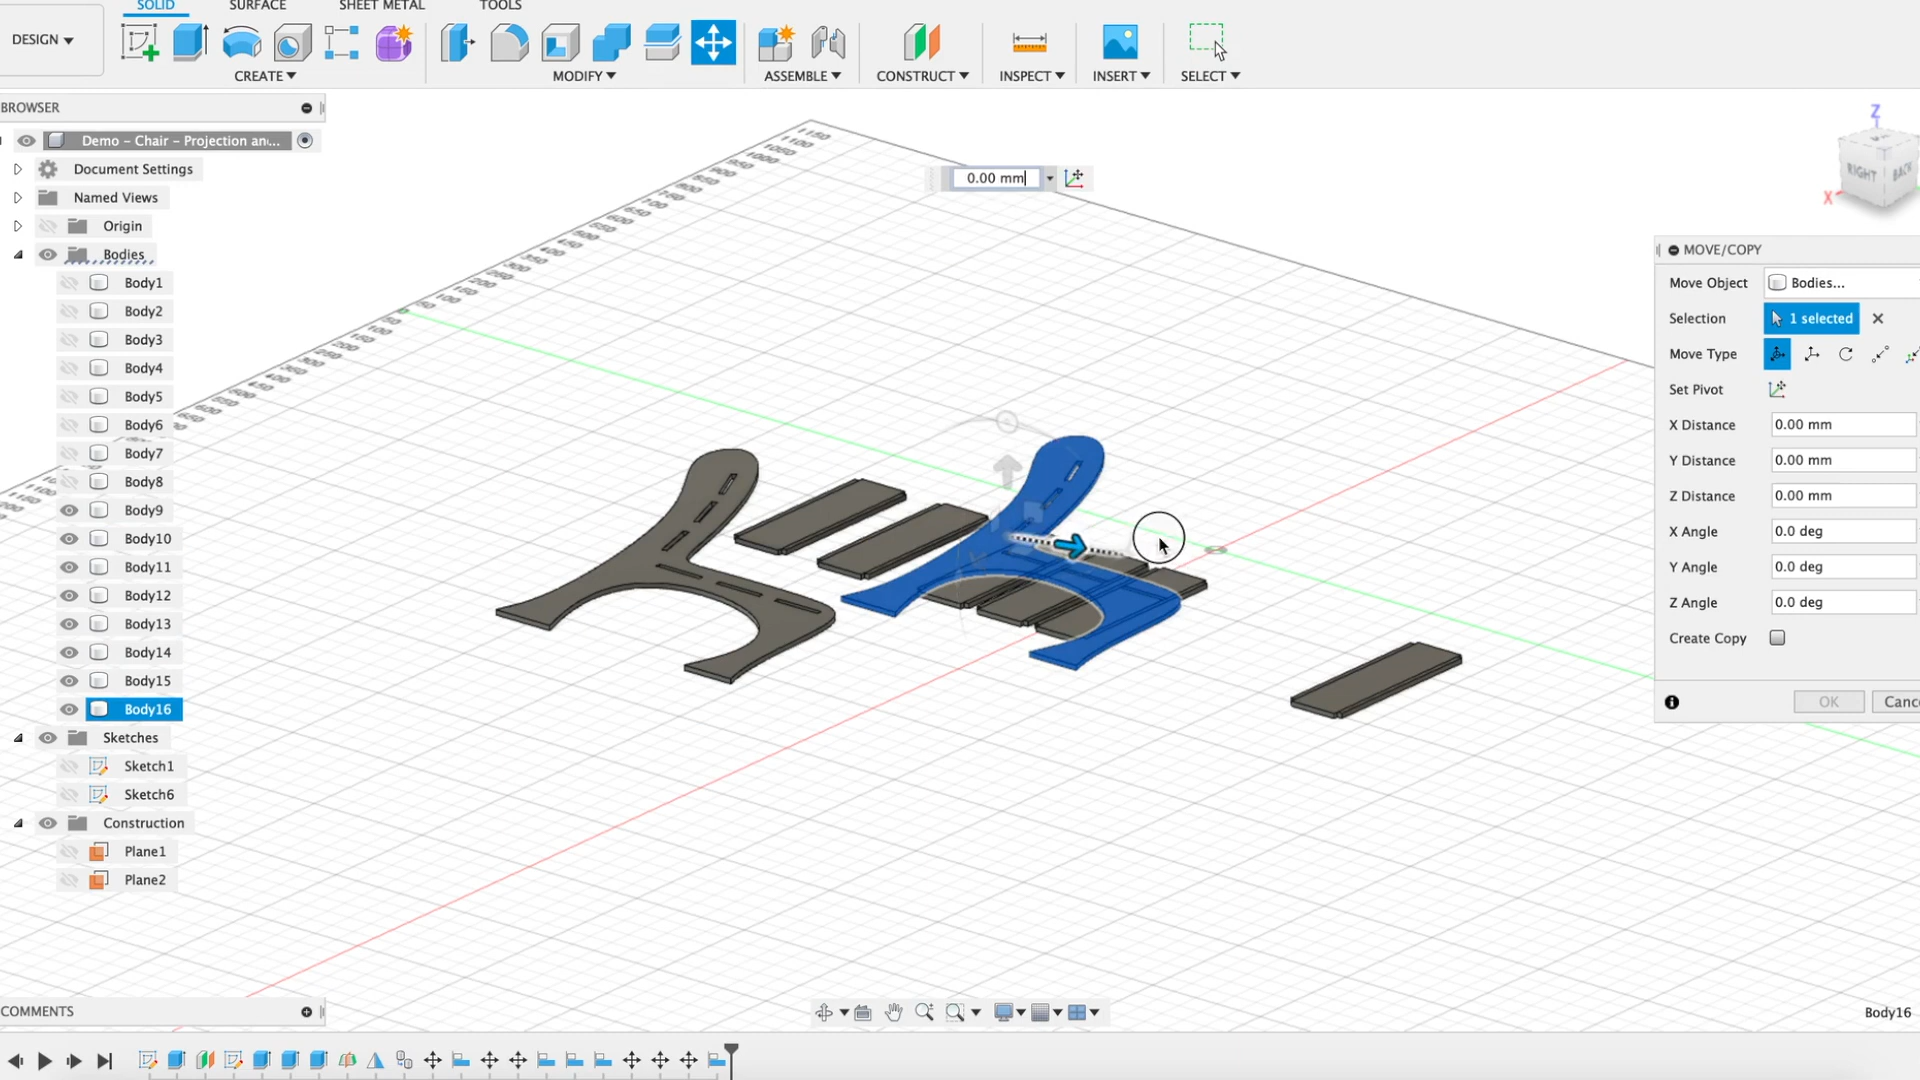 SOLID SURFACE SHEET METAL TOOLS
DESIGN
CREATE MODIFY ASSEMBLE CONSTRUCT INSPECT INSERT SELECT
BROWSER
Demo – Chair – Projection an...
Document Settings
Named Views
Origin
Bodies
Body1
Body2
Body3
Body4
Body5
Body6
Body7
Body8
Body9
Body10
Body11
Body12
Body13
Body14
Body15
Body16
Sketches
Sketch1
Sketch6
Construction
Plane1
Plane2
COMMENTS
0.00 mm
Z
RIGHT BACK
X
MOVE/COPY
Move Object Bodies...
Selection 1 selected
Move Type
Set Pivot
X Distance 0.00 mm
Y Distance 0.00 mm
Z Distance 0.00 mm
X Angle 0.0 deg
Y Angle 0.0 deg
Z Angle 0.0 deg
Create Copy
OK Canc
Body16